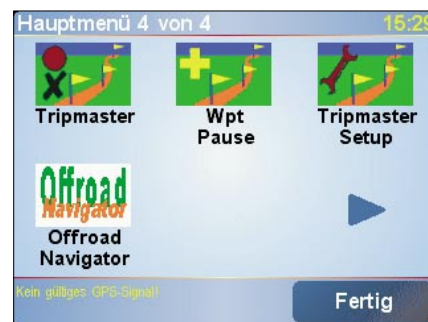 Hauptmenü 4 von 4 15:29
Tripmaster
Wpt
Pause
Tripmaster
Setup
Offroad
Navigator
Offroad
Navigator
Kein gültiges GPS-Signal!
Fertig